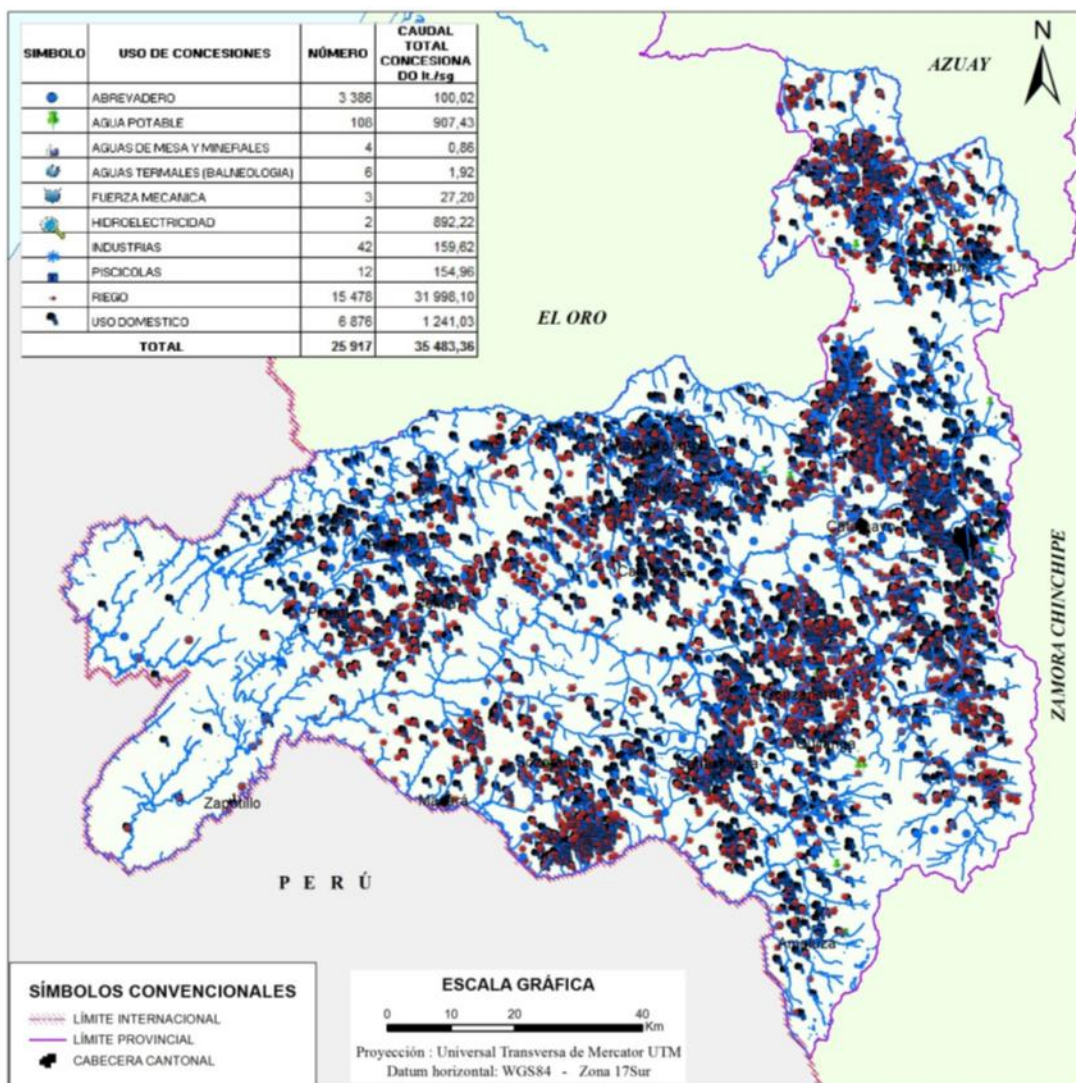 SIMBOLO USO DE CONCESIONES NÚMERO CAUDAL TOTAL CONCESIONADO lt./sg
ABREVADERO 3 386 100,02
AGUA POTABLE 108 907,43
AGUAS DE MESA Y MINERALES 4 0,86
AGUAS TERMALES (BALNEOLOGIA) 6 1,92
FUERZA MECANICA 3 27,20
HIDROELECTRICIDAD 2 892,22
INDUSTRIAS 42 159,62
PISCICOLAS 12 154,96
RIEGO 15 478 31 998,10
USO DOMESTICO 6 876 1 241,03
TOTAL 25 917 35 483,36
N
AZUAY
EL ORO
ZAMORA CHINCHIPE
Zapotillo
PERÚ
SÍMBOLOS CONVENCIONALES
LÍMITE INTERNACIONAL
LÍMITE PROVINCIAL
CABECERA CANTONAL
ESCALA GRÁFICA
0 10 20 40
Km
Proyección : Universal Transversa de Mercator UTM
Datum horizontal: WGS84 - Zona 17Sur